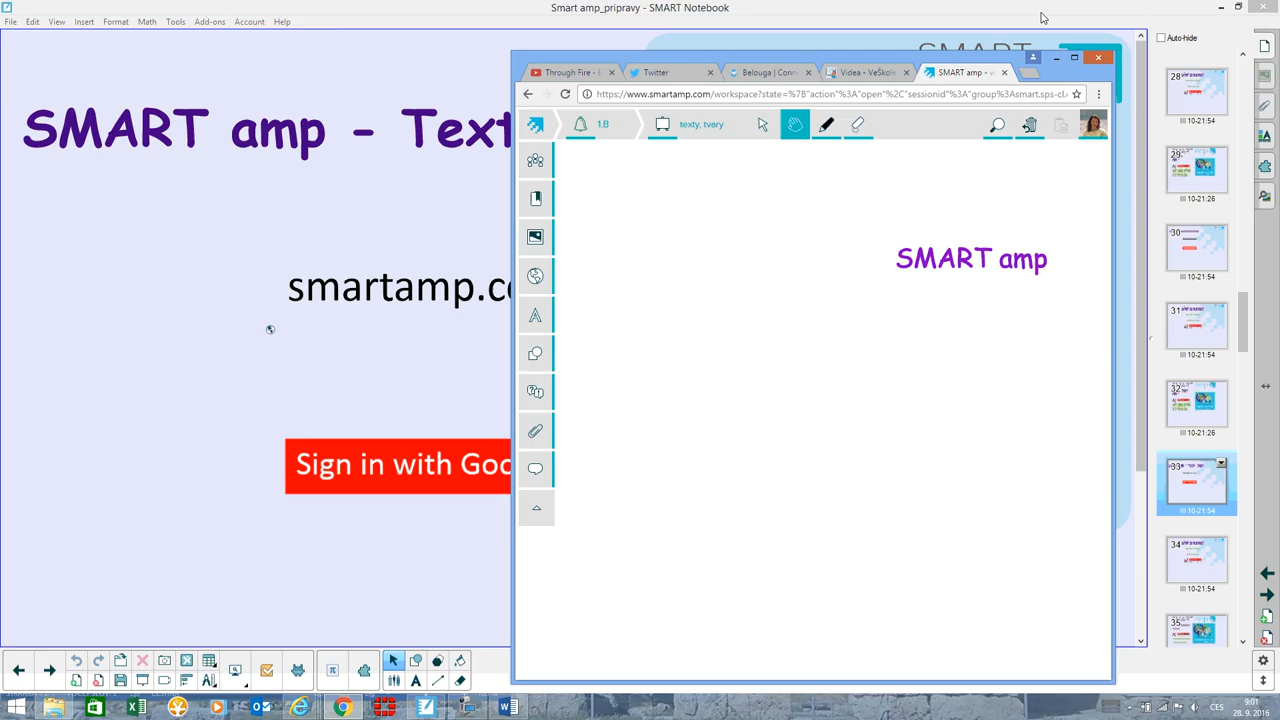 Smart amp_pripravy - SMART Notebook
File Edit View Insert Format Math Tools Add-ons Account Help
Auto-hide
SMART
SMART amp - Text
smartamp.co
Sign in with Goo
Through Fire - E
Twitter
Belouga | Conn
Videa - VeŠkole
SMART amp - v
https://www.smartamp.com/workspace?state=%7B"action"%3A"open"%2C"sessionid"%3A"group%3Asmart.sps-cl
1.B
texty, tvary
SMART amp
28
29
10-21:26
30
10-21:54
31
10-21:54
32
10-21:26
33
10-21:54
34
10-21:54
35
CES
9:01
28. 9. 2016